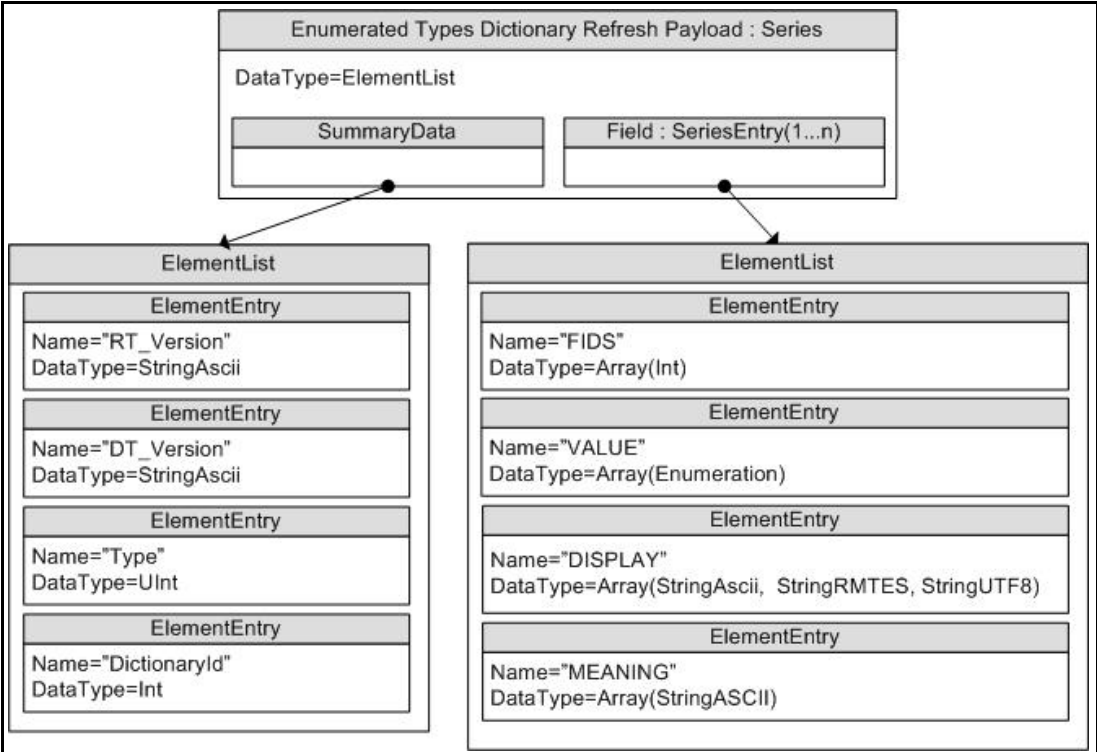 Enumerated Types Dictionary Refresh Payload : Series
DataType=ElementList
SummaryData
Field : SeriesEntry(1...n)
ElementList
ElementEntry
Name="RT_Version"
DataType=StringAscii
ElementEntry
Name="DT_Version"
DataType=StringAscii
ElementEntry
Name="Type"
DataType=UInt
ElementEntry
Name="DictionaryId"
DataType=Int
ElementList
ElementEntry
Name="FIDS"
DataType=Array(Int)
ElementEntry
Name="VALUE"
DataType=Array(Enumeration)
ElementEntry
Name="DISPLAY"
DataType=Array(StringAscii, StringRMTES, StringUTF8)
ElementEntry
Name="MEANING"
DataType=Array(StringASCII)